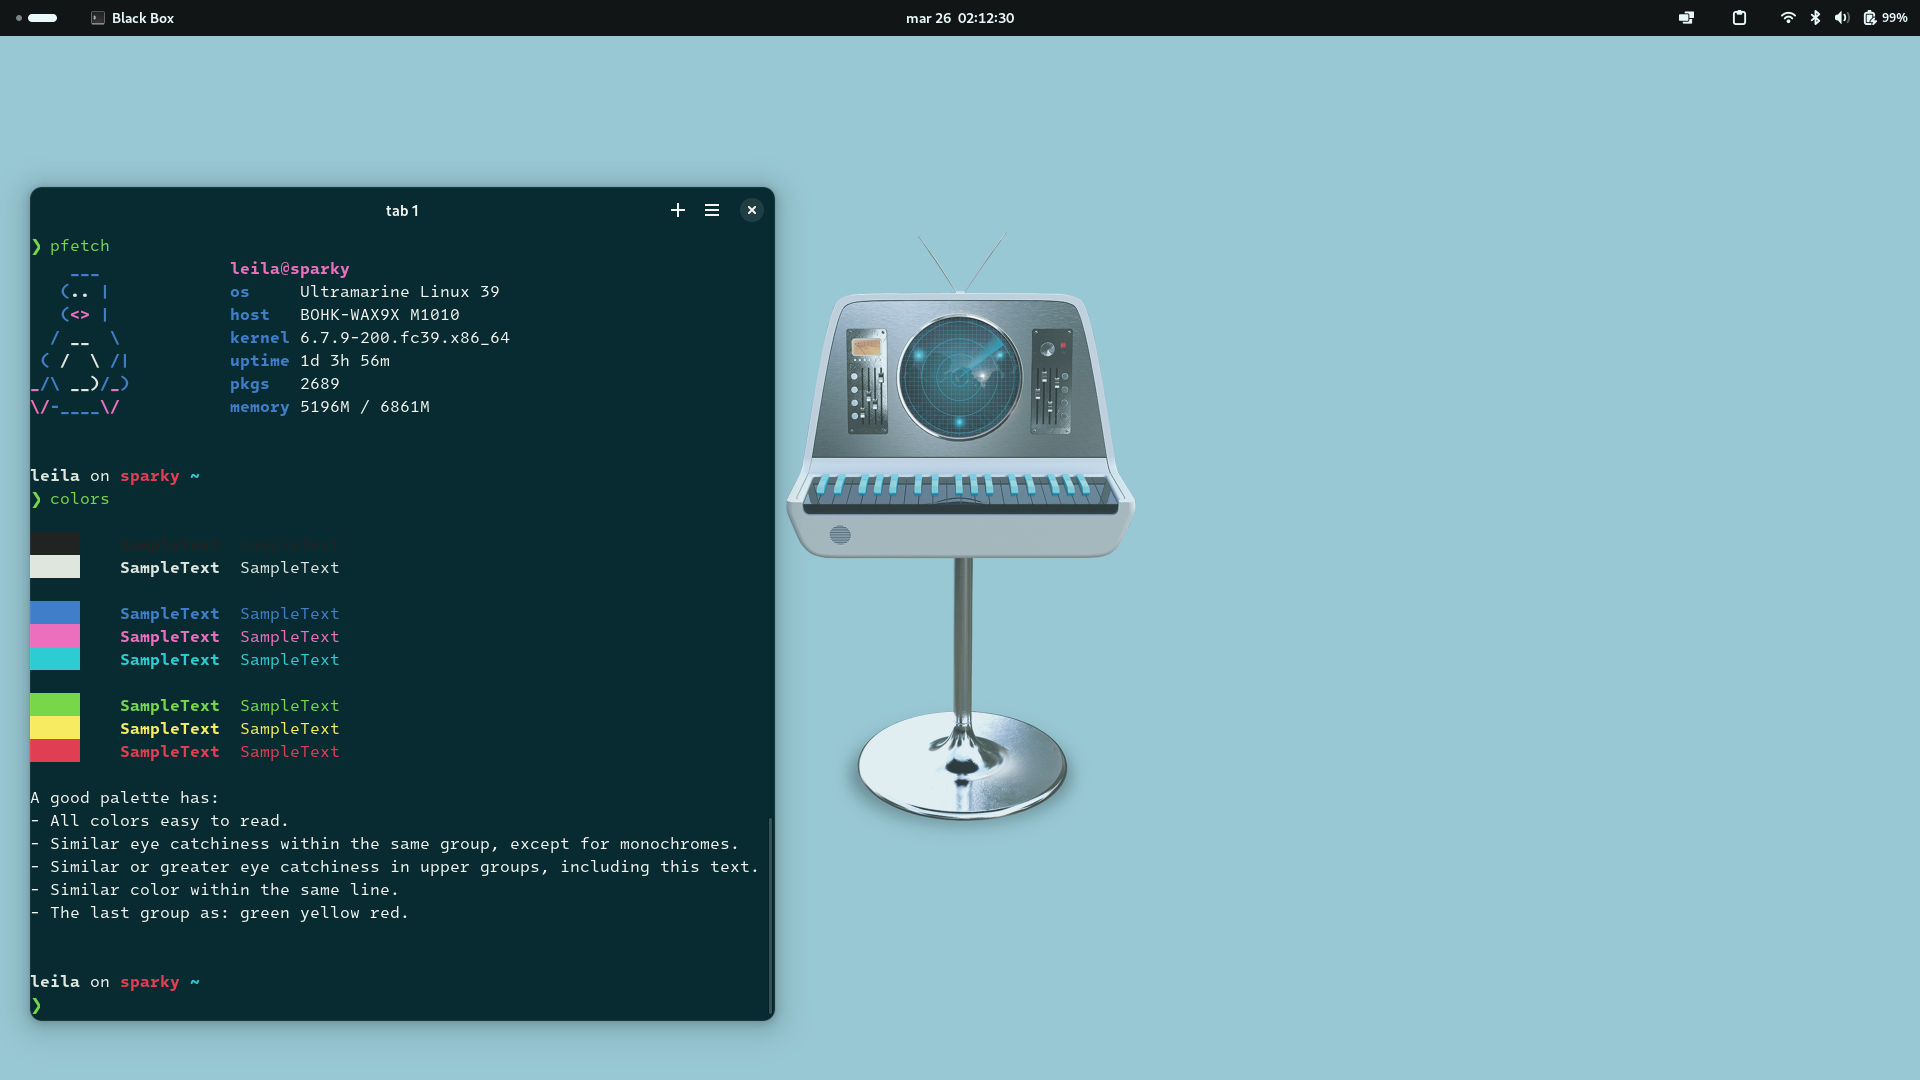 Black Box
mar 26 02:12:30
99%
tab 1
❯ pfetch
leila@sparky
os Ultramarine Linux 39
host BOHK-WAX9X M1010
kernel 6.7.9-200.fc39.x86_64
uptime 1d 3h 56m
pkgs 2689
memory 5196M / 6861M
leila on sparky ~
❯ colors
SampleText SampleText
SampleText SampleText
SampleText SampleText
SampleText SampleText
SampleText SampleText
SampleText SampleText
SampleText SampleText
SampleText SampleText
A good palette has:
- All colors easy to read.
- Similar eye catchiness within the same group, except for monochromes.
- Similar or greater eye catchiness in upper groups, including this text.
- Similar color within the same line.
- The last group as: green yellow red.
leila on sparky ~
❯